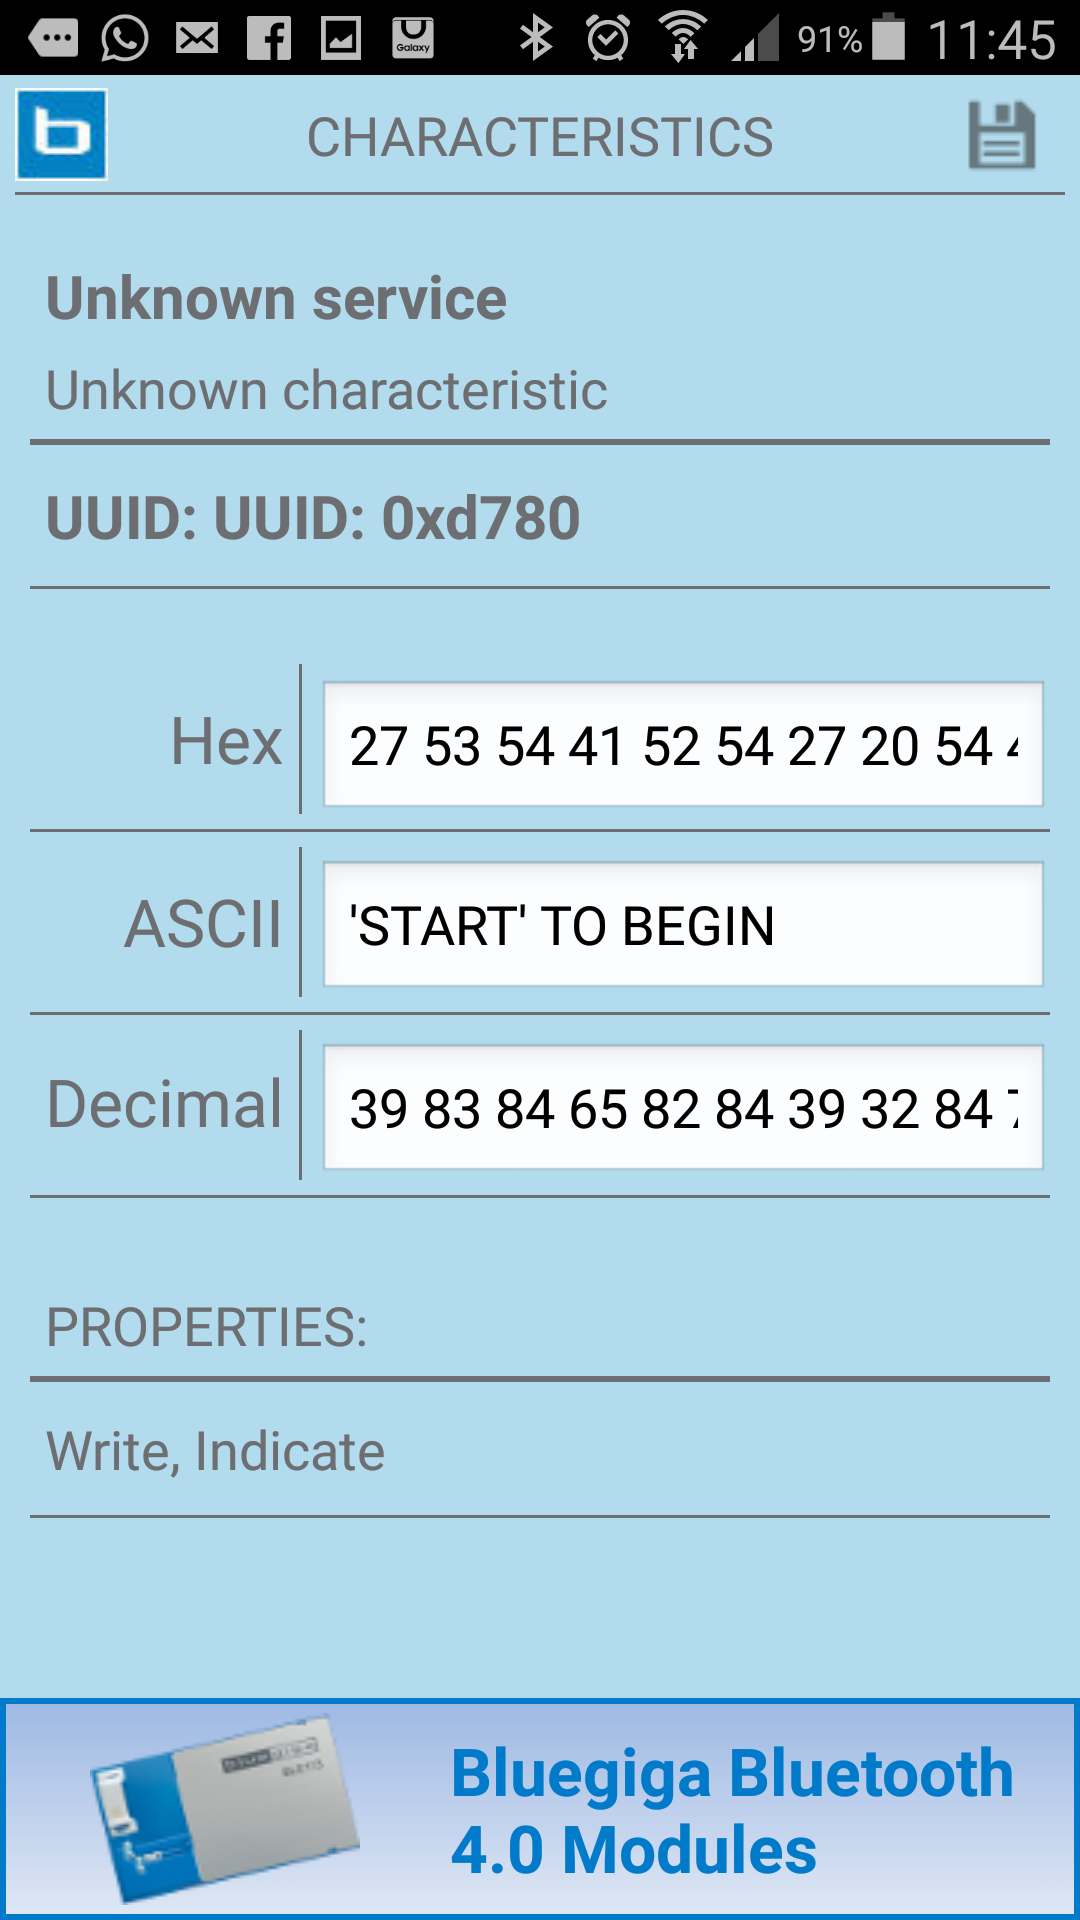 Galaxy
91% 11:45
b CHARACTERISTICS
Unknown service
Unknown characteristic
UUID: UUID: 0xd780
Hex 27 53 54 41 52 54 27 20 54
ASCII 'START' TO BEGIN
Decimal 39 83 84 65 82 84 39 32 84
PROPERTIES:
Write, Indicate
Bluegiga Bluetooth
4.0 Modules